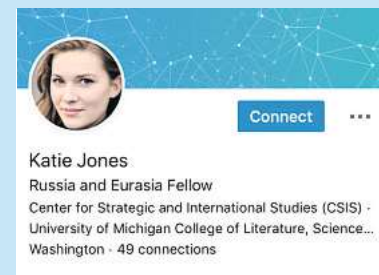 Connect
Katie Jones
Russia and Eurasia Fellow
Center for Strategic and International Studies (CSIS) ·
University of Michigan College of Literature, Science...
Washington · 49 connections